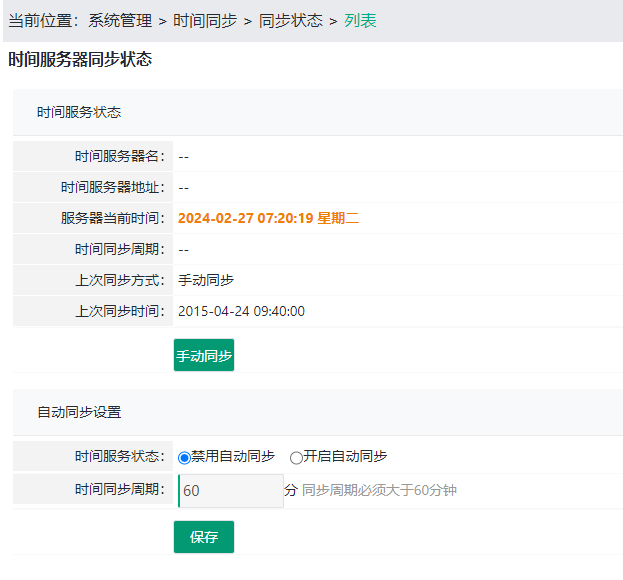 当前位置：系统管理 > 时间同步 > 同步状态 > 列表
时间服务器同步状态
时间服务状态
时间服务器名： --
时间服务器地址： --
服务器当前时间： 2024-02-27 07:20:19 星期二
时间同步周期： --
上次同步方式： 手动同步
上次同步时间： 2015-04-24 09:40:00
手动同步
自动同步设置
时间服务状态： 禁用自动同步 开启自动同步
时间同步周期： 60 分 同步周期必须大于60分钟
保存